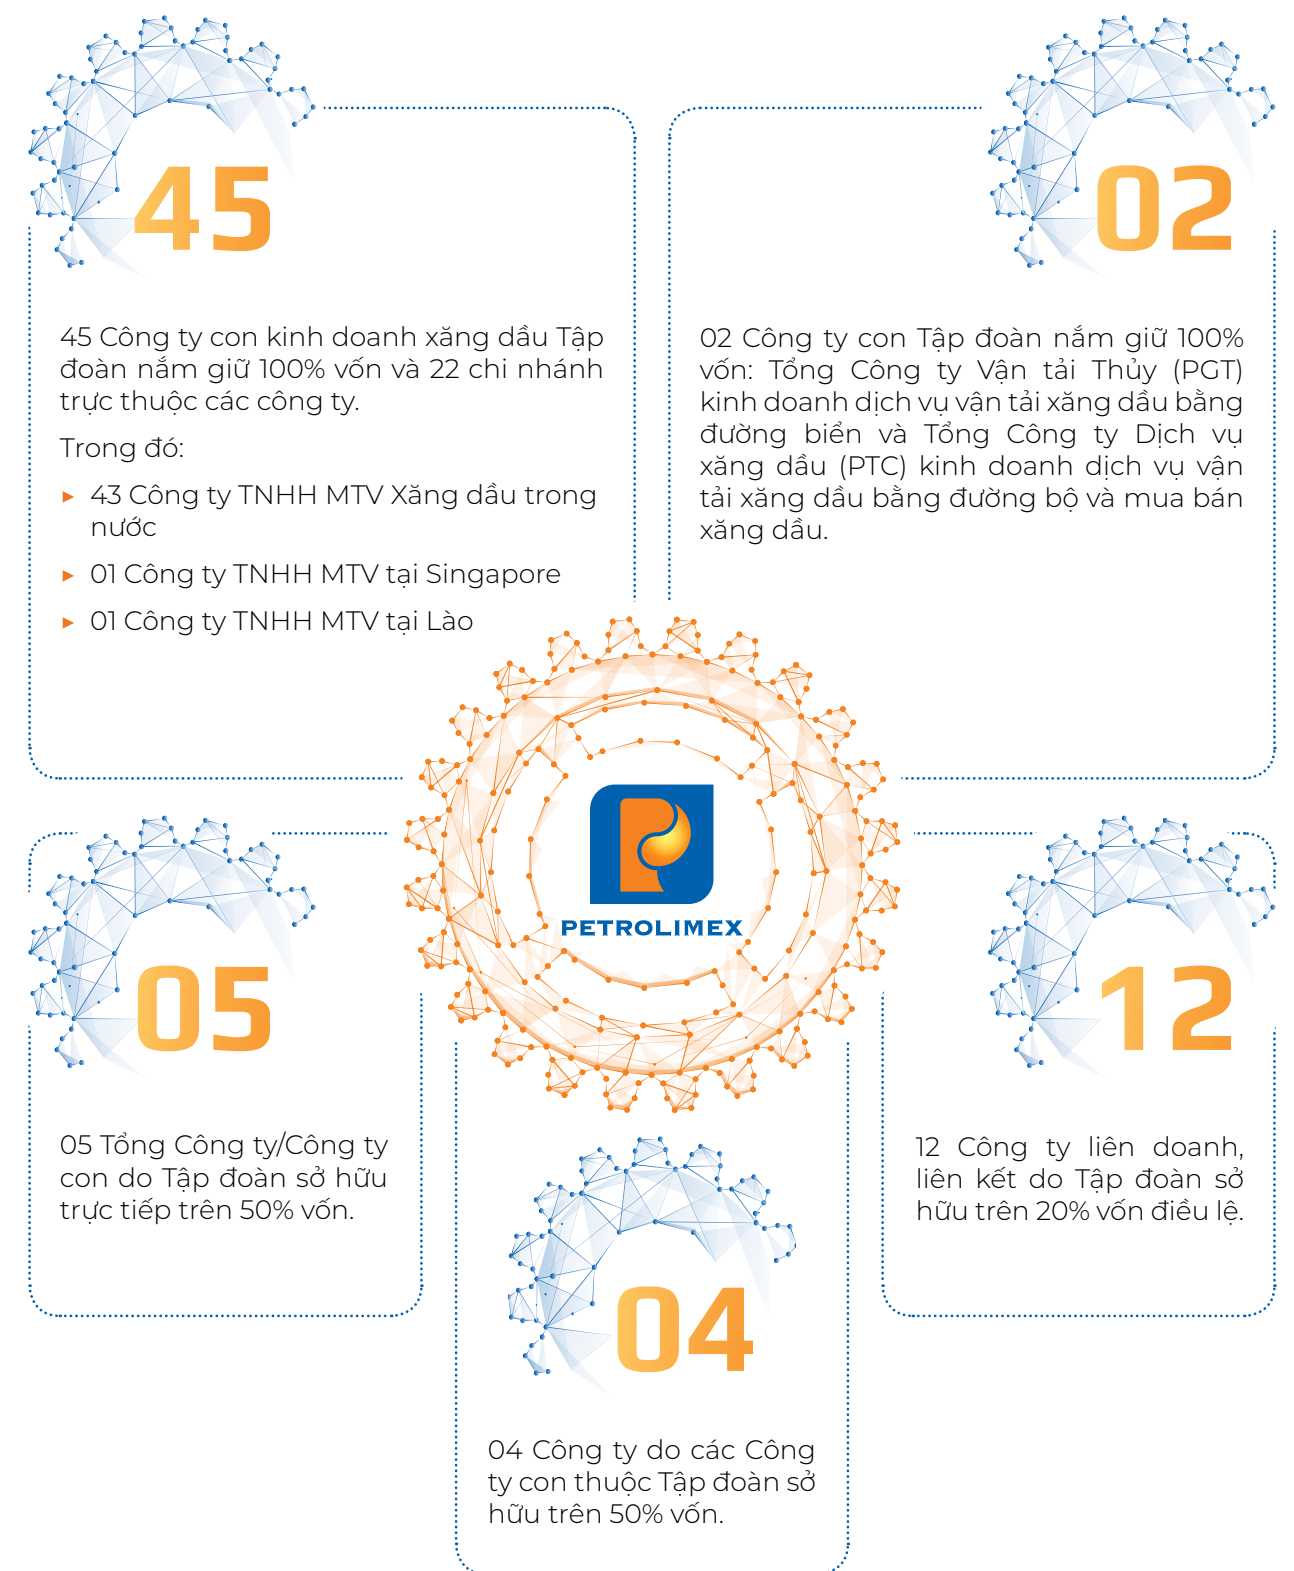 45
45 Công ty con kinh doanh xăng dầu Tập
đoàn nắm giữ 100% vốn và 22 chi nhánh
trực thuộc các công ty.
Trong đó:
► 43 Công ty TNHH MTV Xăng dầu trong
nước
► 01 Công ty TNHH MTV tại Singapore
► 01 Công ty TNHH MTV tại Lào
02
02 Công ty con Tập đoàn nắm giữ 100%
vốn: Tổng Công ty Vận tải Thủy (PGT)
kinh doanh dịch vụ vận tải xăng dầu bằng
đường biển và Tổng Công ty Dịch vụ
xăng dầu (PTC) kinh doanh dịch vụ vận
tải xăng dầu bằng đường bộ và mua bán
xăng dầu.
PETROLIMEX
05
05 Tổng Công ty/Công ty
con do Tập đoàn sở hữu
trực tiếp trên 50% vốn.
04
04 Công ty do các Công
ty con thuộc Tập đoàn sở
hữu trên 50% vốn.
12
12 Công ty liên doanh,
liên kết do Tập đoàn sở
hữu trên 20% vốn điều lệ.